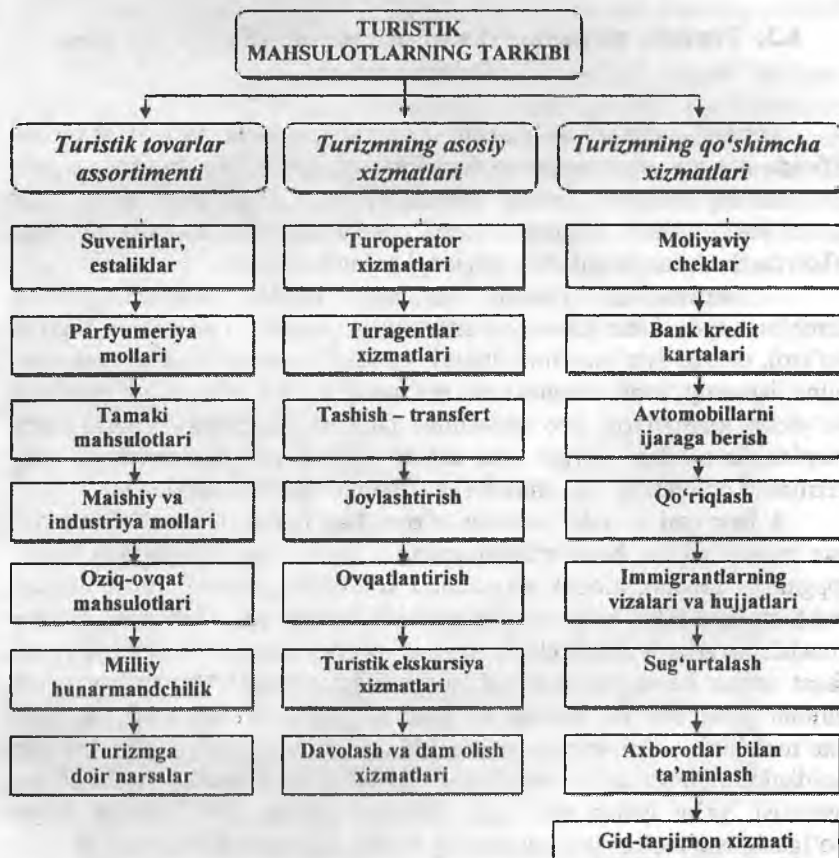 TURISTIK
MAHSULOTLARNING TARKIBI
Turistik tovarlar
assortimenti
Turizmning asosiy
xizmatlari
Turizmning qo‘shimcha
xizmatlari
Suvenirlar,
estaliklar
Parfyumeriya
mollari
Tamaki
mahsulotlari
Maishiy va
industriya mollari
Oziq-ovqat
mahsulotlari
Milliy
hunarmandchilik
Turizmga
doir narsalar
Turoperator
xizmatlari
Turagentlar
xizmatlari
Tashish – transfert
Joylashtirish
Ovqatlantirish
Turistik ekskursiya
xizmatlari
Davolash va dam olish
xizmatlari
Moliyaviy
cheklar
Bank kredit
kartalari
Avtomobillarni
ijaraga berish
Qo‘riqlash
Immigrantlarning
vizalari va hujjatlari
Sug‘urtalash
Axborotlar bilan
ta’minlash
Gid-tarjimon xizmati